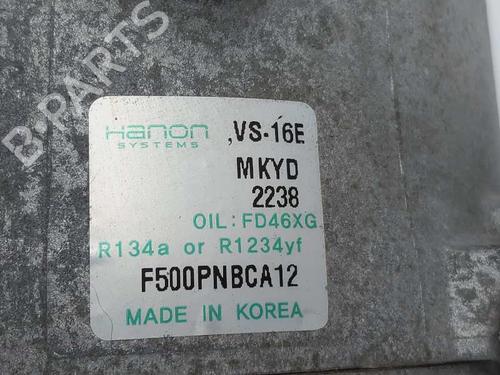 B-PARTS
Hanon
SYSTEMS
,VS-16E
MKYD
2238
OIL: FD46XG
R134a or R1234yf
F500PNBCA12
MADE IN KOREA